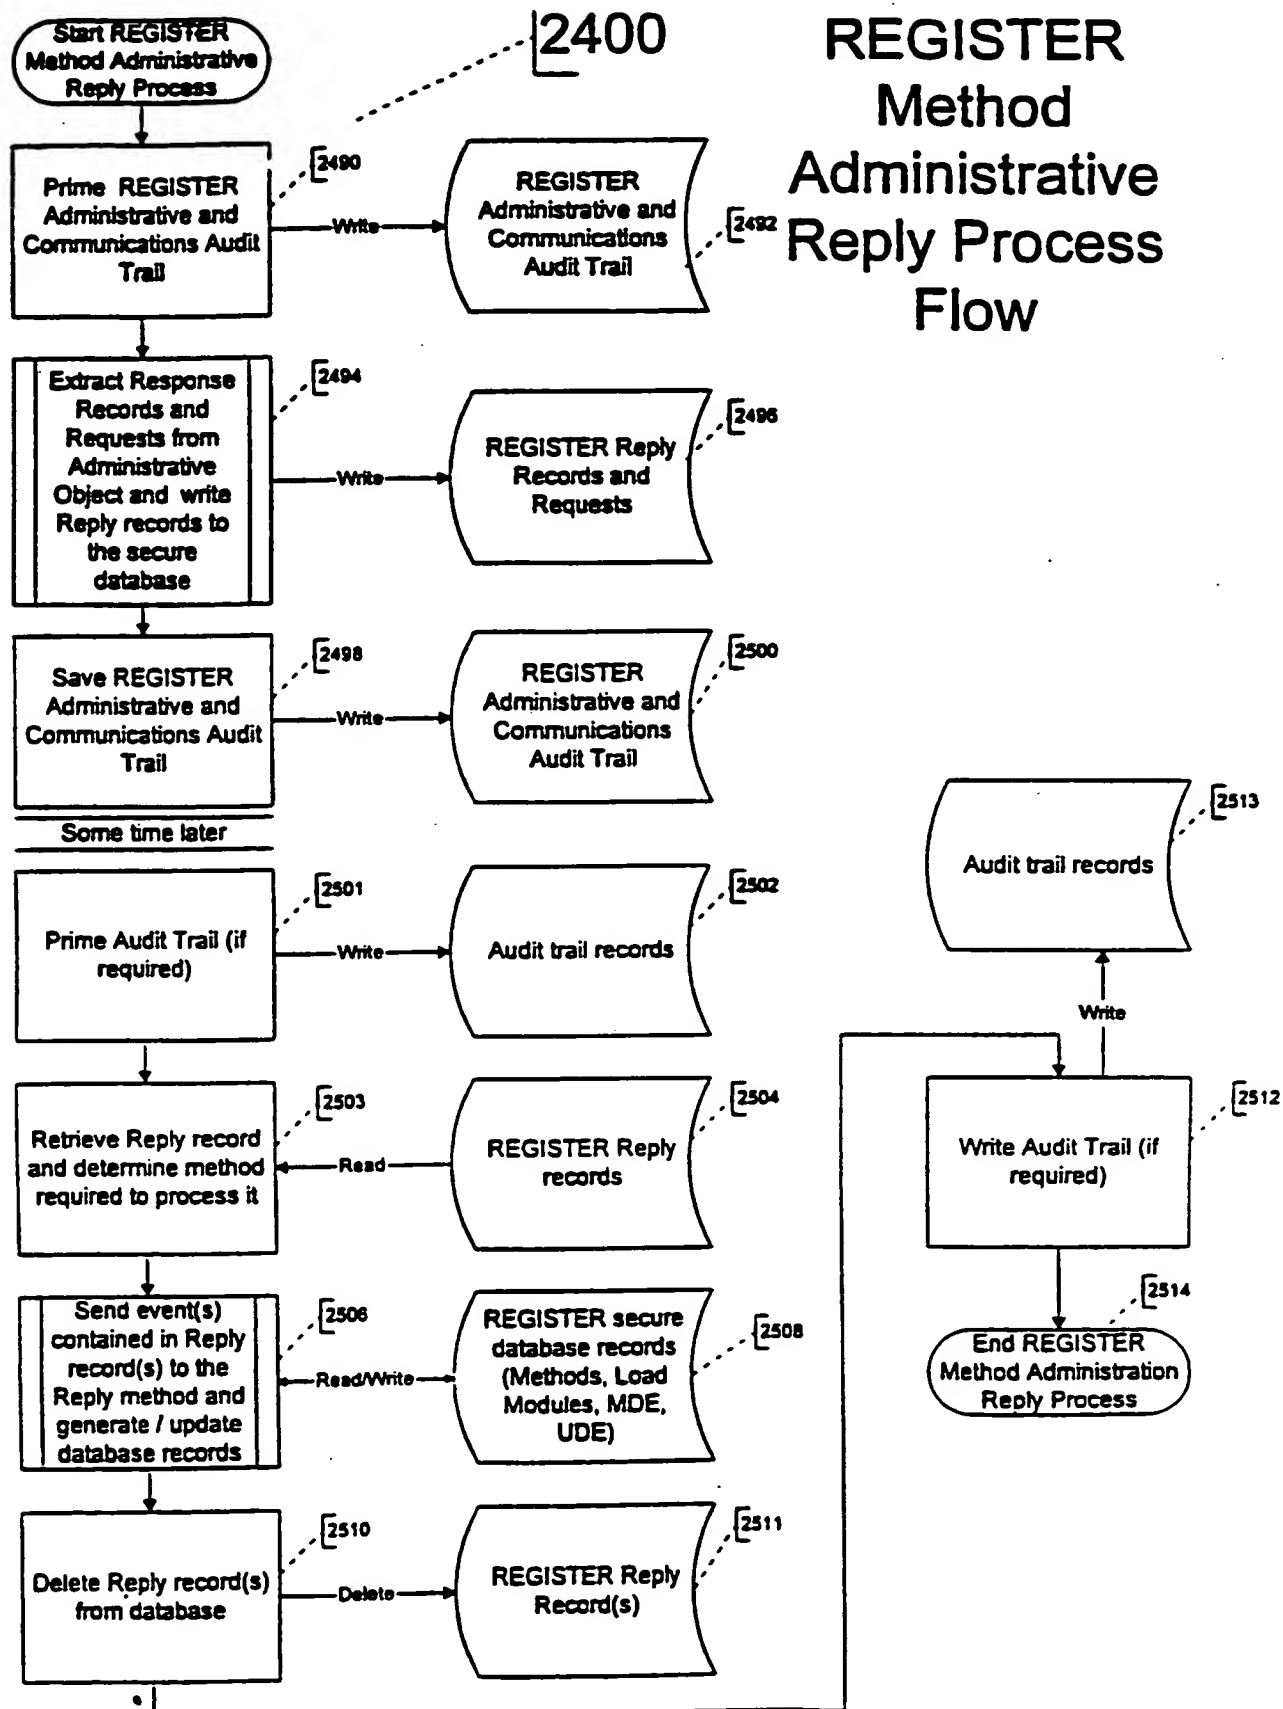 Start REGISTER
Method Administrative
Reply Process
2400
REGISTER
Method
Administrative
Reply Process
Flow
Prime REGISTER
Administrative and
Communications Audit
Trail
2490
Write
REGISTER
Administrative and
Communications
Audit Trail
2492
Extract Response
Records and
Requests from
Administrative
Object and write
Reply records to
the secure
database
2494
Write
REGISTER Reply
Records and
Requests
2496
Save REGISTER
Administrative and
Communications Audit
Trail
2498
Write
REGISTER
Administrative and
Communications
Audit Trail
2500
Some time later
Prime Audit Trail (if
required)
2501
Write
Audit trail records
2502
Retrieve Reply record
and determine method
required to process it
2503
Read
REGISTER Reply
records
2504
Send event(s)
contained in Reply
record(s) to the
Reply method and
generate / update
database records
2506
Read/Write
REGISTER secure
database records
(Methods, Load
Modules, MDE,
UDE)
2508
Delete Reply record(s)
from database
2510
Delete
REGISTER Reply
Record(s)
2511
Audit trail records
2513
Write
Write Audit Trail (if
required)
2512
2514
End REGISTER
Method Administration
Reply Process